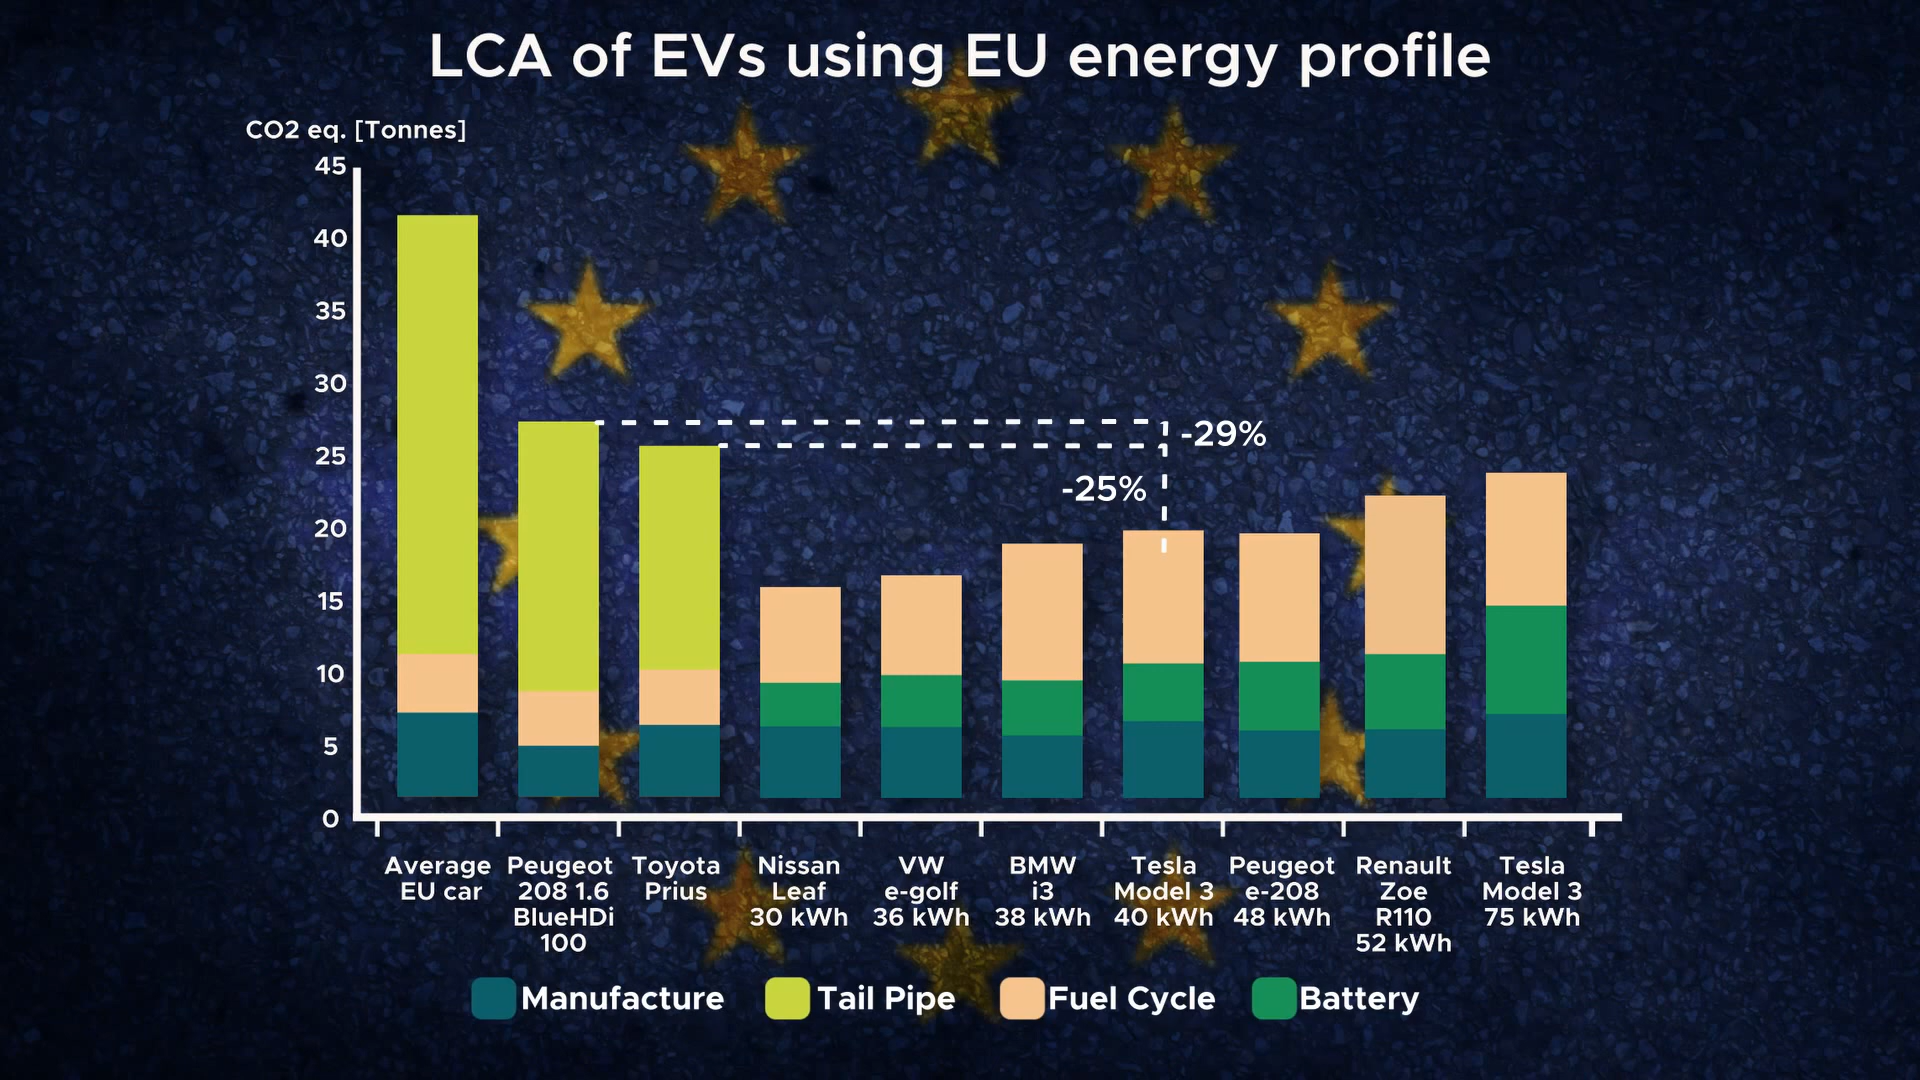 LCA of EVs using EU energy profile
CO2 eq. [Tonnes]
45
40
35
30
25
20
15
10
5
0
-29%
-25%
Average
EU car
Peugeot
208 1.6
BlueHDi
100
Toyota
Prius
Nissan
Leaf
30 kWh
VW
e-golf
36 kWh
BMW
i3
38 kWh
Tesla
Model 3
40 kWh
Peugeot
e-208
48 kWh
Renault
Zoe
R110
52 kWh
Tesla
Model 3
75 kWh
Manufacture
Tail Pipe
Fuel Cycle
Battery